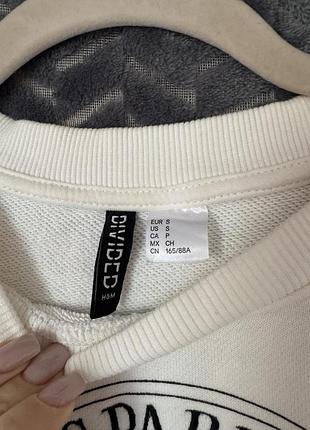 DIVIDED
H&M
EUR S
US S
CA P
MX CH
CN 165/88A